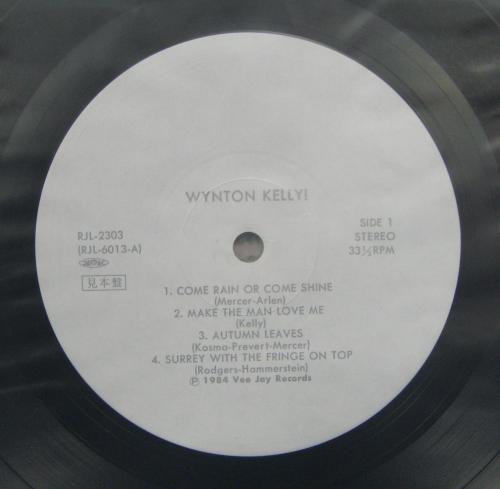 WYNTON KELLY!
RJL-2303
(RJL-6013-A)
見本盤
SIDE 1
STEREO
33⅓RPM
1. COME RAIN OR COME SHINE
(Mercer-Arlen)
2. MAKE THE MAN LOVE ME
(Kelly)
3. AUTUMN LEAVES
(Kosma-Prevert-Mercer)
4. SURREY WITH THE FRINGE ON TOP
(Rodgers-Hammerstein)
℗ 1984 Vee Jay Records